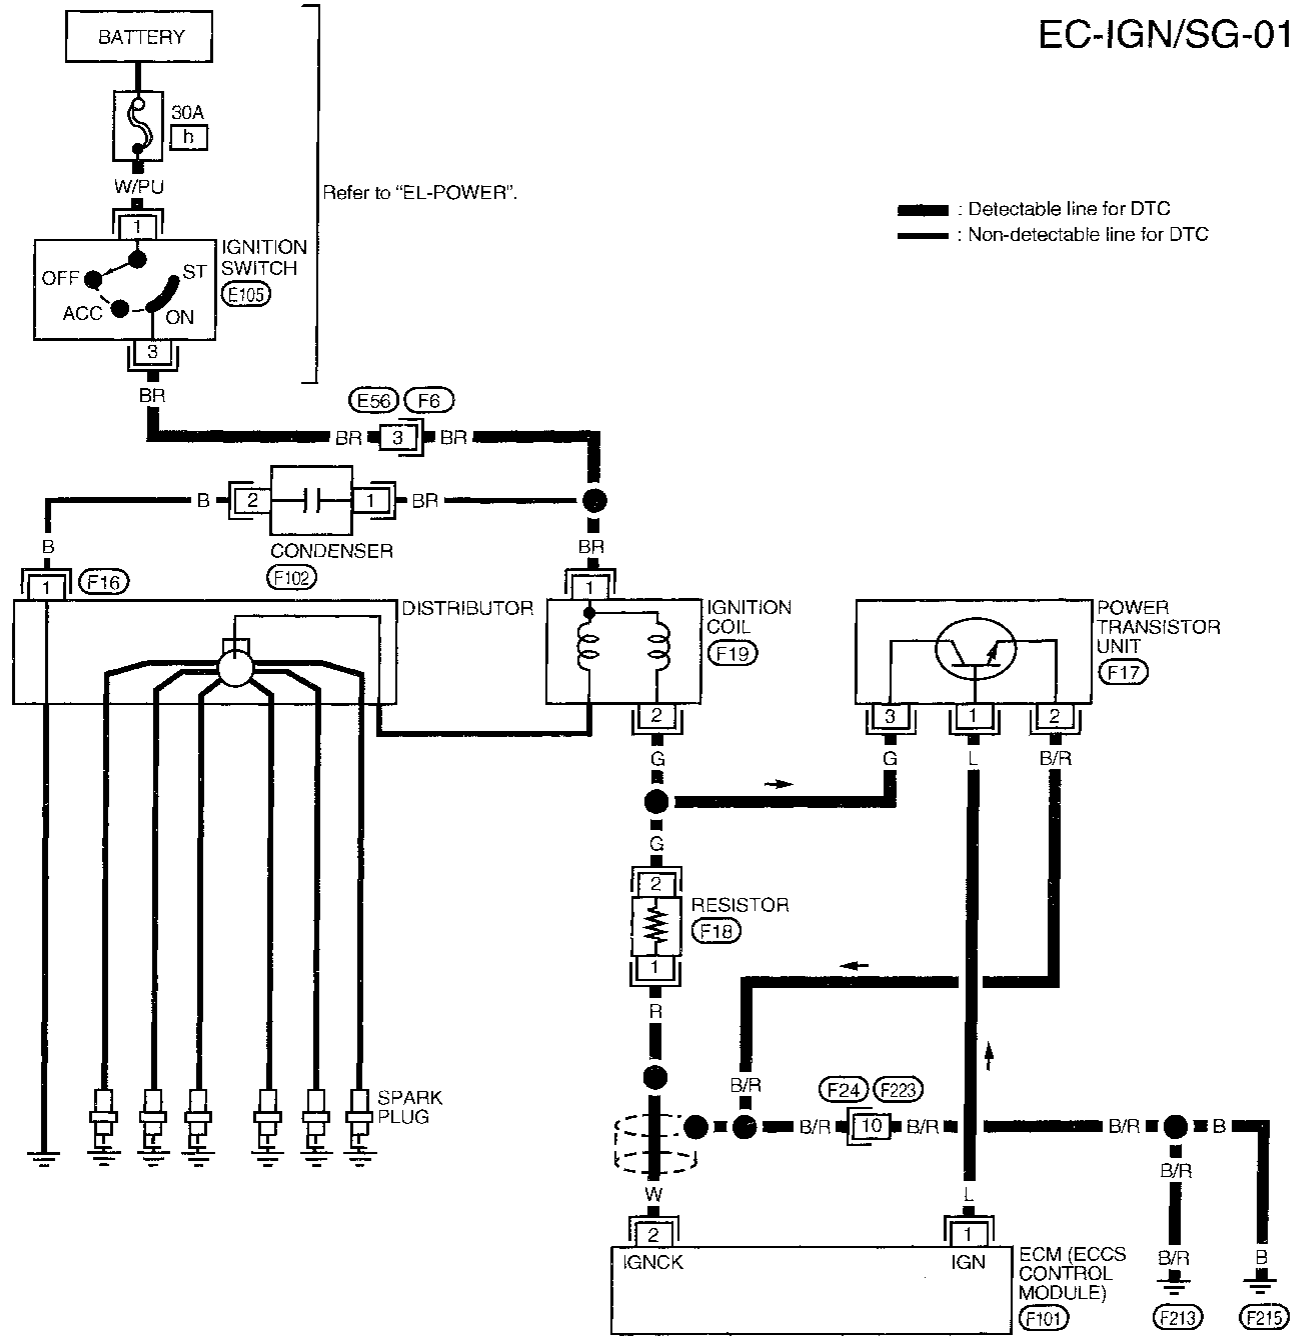 EC-IGN/SG-01
BATTERY
30A
h
W/PU
Refer to "EL-POWER".
: Detectable line for DTC
: Non-detectable line for DTC
1
IGNITION
SWITCH
E105
OFF
ST
ACC
ON
3
BR
E56 F6
BR 3 BR
B 2 1 BR
B
BR
CONDENSER
F102
1 F16
1
DISTRIBUTOR
IGNITION
COIL
F19
POWER
TRANSISTOR
UNIT
F17
2
3 1 2
G
G L B/R
G
2
RESISTOR
F18
1
R
B/R
F24 F223
SPARK
PLUG
B/R 10 B/R
B/R B
B/R
W
L
2
1
IGNCK
IGN
ECM (ECCS
CONTROL
MODULE)
F101
B/R
B
F213
F215